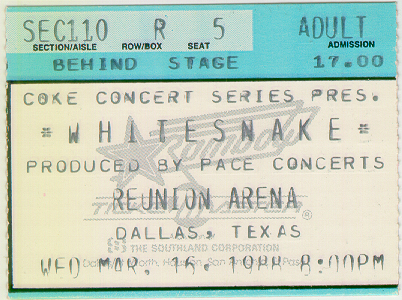 SEC110 R 5 ADULT
SECTION/AISLE ROW/BOX SEAT ADMISSION
BEHIND STAGE 17.00
COKE CONCERT SERIES PRES.
*WHITESNAKE*
PRODUCED BY PACE CONCERTS
REUNION ARENA
DALLAS, TEXAS
THE SOUTHLAND CORPORATION
WED MAR, 16, 1988 8:00PM